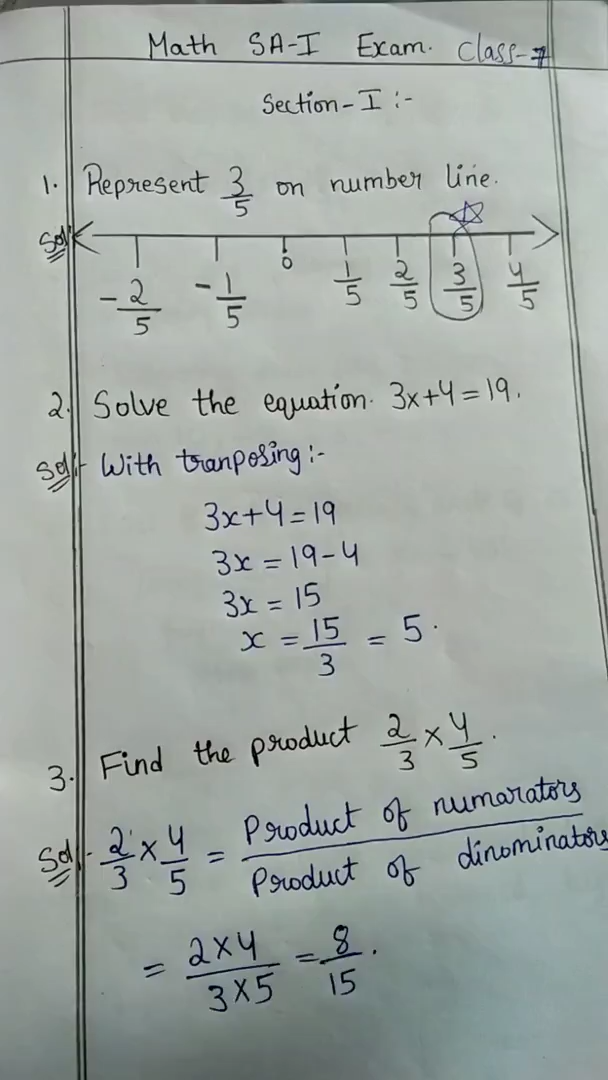 Math SA-I Exam. Class-7
Section-I :-
1. Represent 3/5 on number line.
Sol:
-2/5 -1/5 0 1/5 2/5 3/5 4/5
2. Solve the equation. 3x+4=19.
Sol:- With tranposing:-
3x+4=19
3x = 19-4
3x = 15
x = 15/3 = 5.
3. Find the product 2/3 × 4/5.
Sol:- 2/3 × 4/5 = Product of numarators / Product of dinominators
= 2×4/3×5 = 8/15.